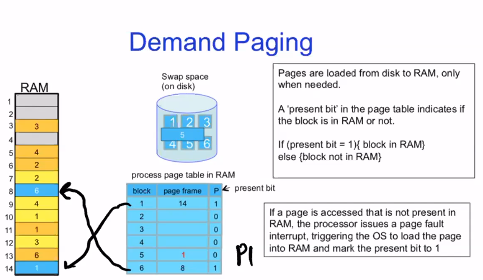 Demand Paging
RAM
1
2
3 3
4
5 4
6 2
7 2
8 6
9 4
10 1
11 1
12 3
13 6
14 1
Swap space
(on disk)
1 2 3
5
4 5 6
process page table in RAM
block page frame P
present bit
1 14 1
2 0
3 0
4 0
5 1 0
6 8 1
P1
Pages are loaded from disk to RAM, only
when needed.
A 'present bit' in the page table indicates if
the block is in RAM or not.
If (present bit = 1){ block in RAM}
else {block not in RAM}
If a page is accessed that is not present in
RAM, the processor issues a page fault
interrupt, triggering the OS to load the page
into RAM and mark the present bit to 1